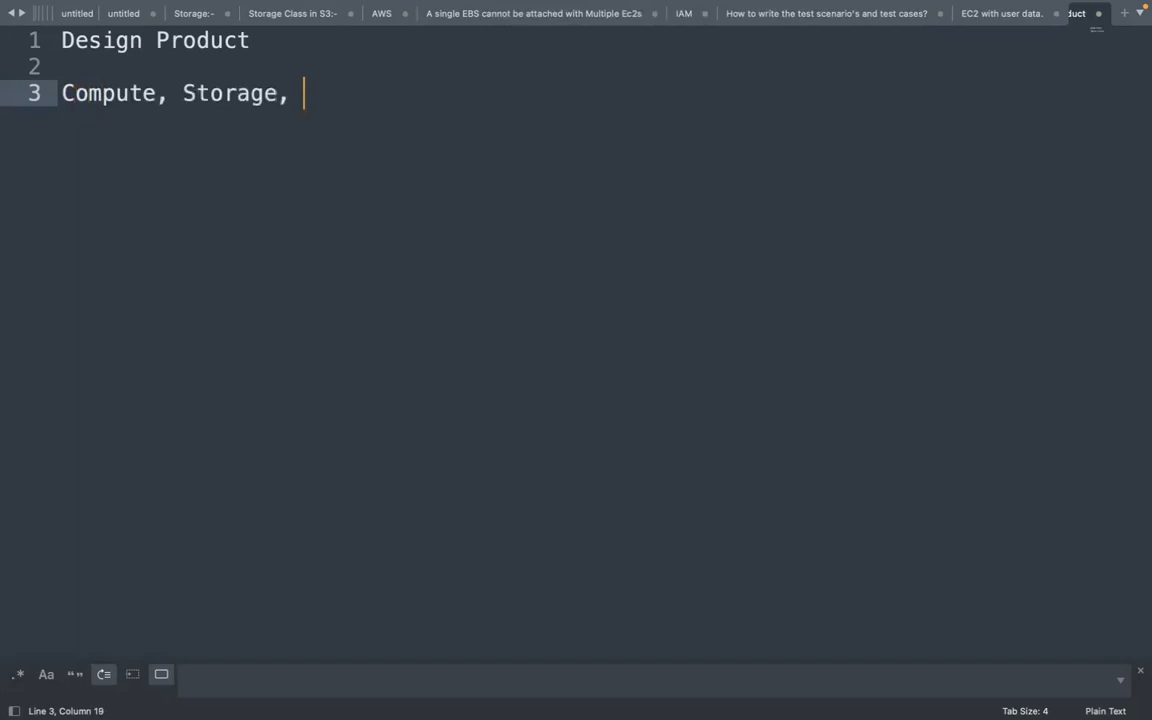 untitled untitled Storage:- Storage Class in S3:- AWS A single EBS cannot be attached with Multiple Ec2s IAM How to write the test scenario's and test cases? EC2 with user data. duct
1 Design Product
2
3 Compute, Storage,
.* Aa “”
Line 3, Column 19 Tab Size: 4 Plain Text